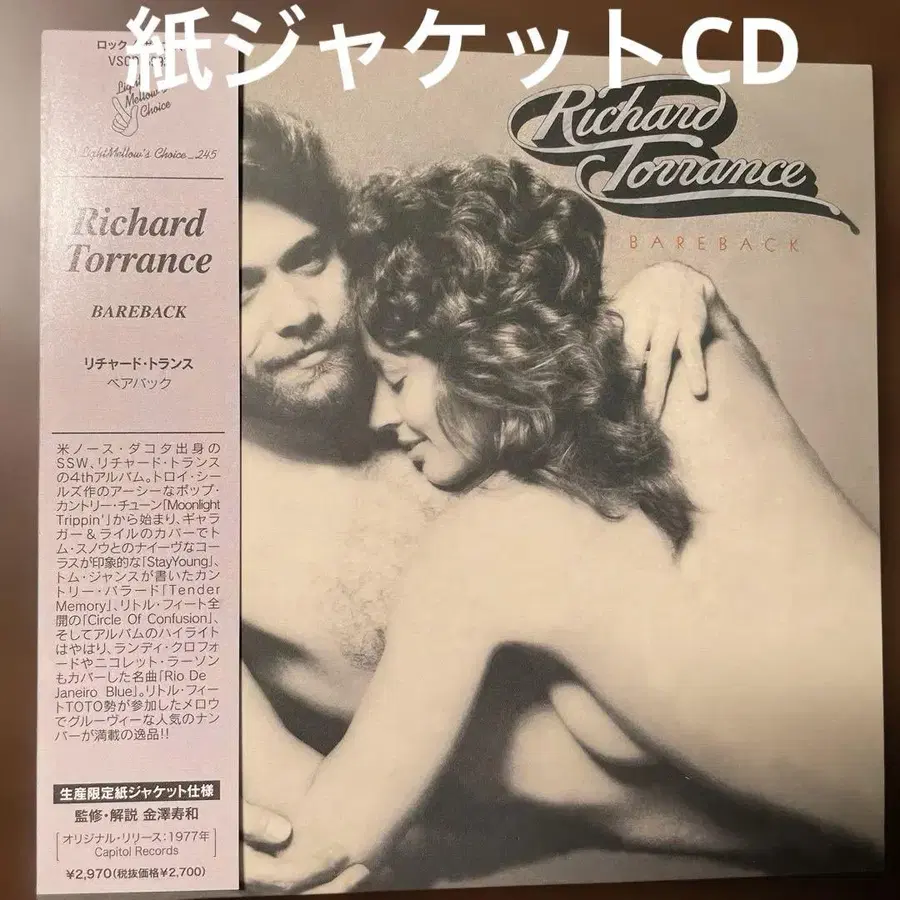 紙ジャケットCD
ロック
VSCD
Light
Mellow's
Choice
LightMellow's Choice_245
Richard
Torrance
BAREBACK
リチャード・トランス
ベアバック
米ノース・ダコタ出身の
SSW、リチャード・トランス
の4thアルバム。トロイ・シー
ルズ作のアーシーなポップ・
カントリー・チューン「Moonlight
Trippin'」から始まり、ギャラ
ガー＆ライルのカバーでト
ム・スノウとのナイーヴなコー
ラスが印象的な「StayYoung」、
トム・ジャンスが書いたカン
トリー・バラード「Tender
Memory」、リトル・フィート全
開の「Circle Of Confusion」、
そしてアルバムのハイライト
はやはり、ランディ・クロフォ
ードやニコレット・ラーソン
もカバーした名曲「Rio De
Janeiro Blue」。リトル・フィー
トTOTO勢が参加したメロウ
でグルーヴィーな人気のナン
バーが満載の逸品!!
生産限定紙ジャケット仕様
監修・解説 金澤寿和
[オリジナル・リリース:1977年
Capitol Records]
¥2,970(税抜価格¥2,700)
Richard
Torrance
BAREBACK